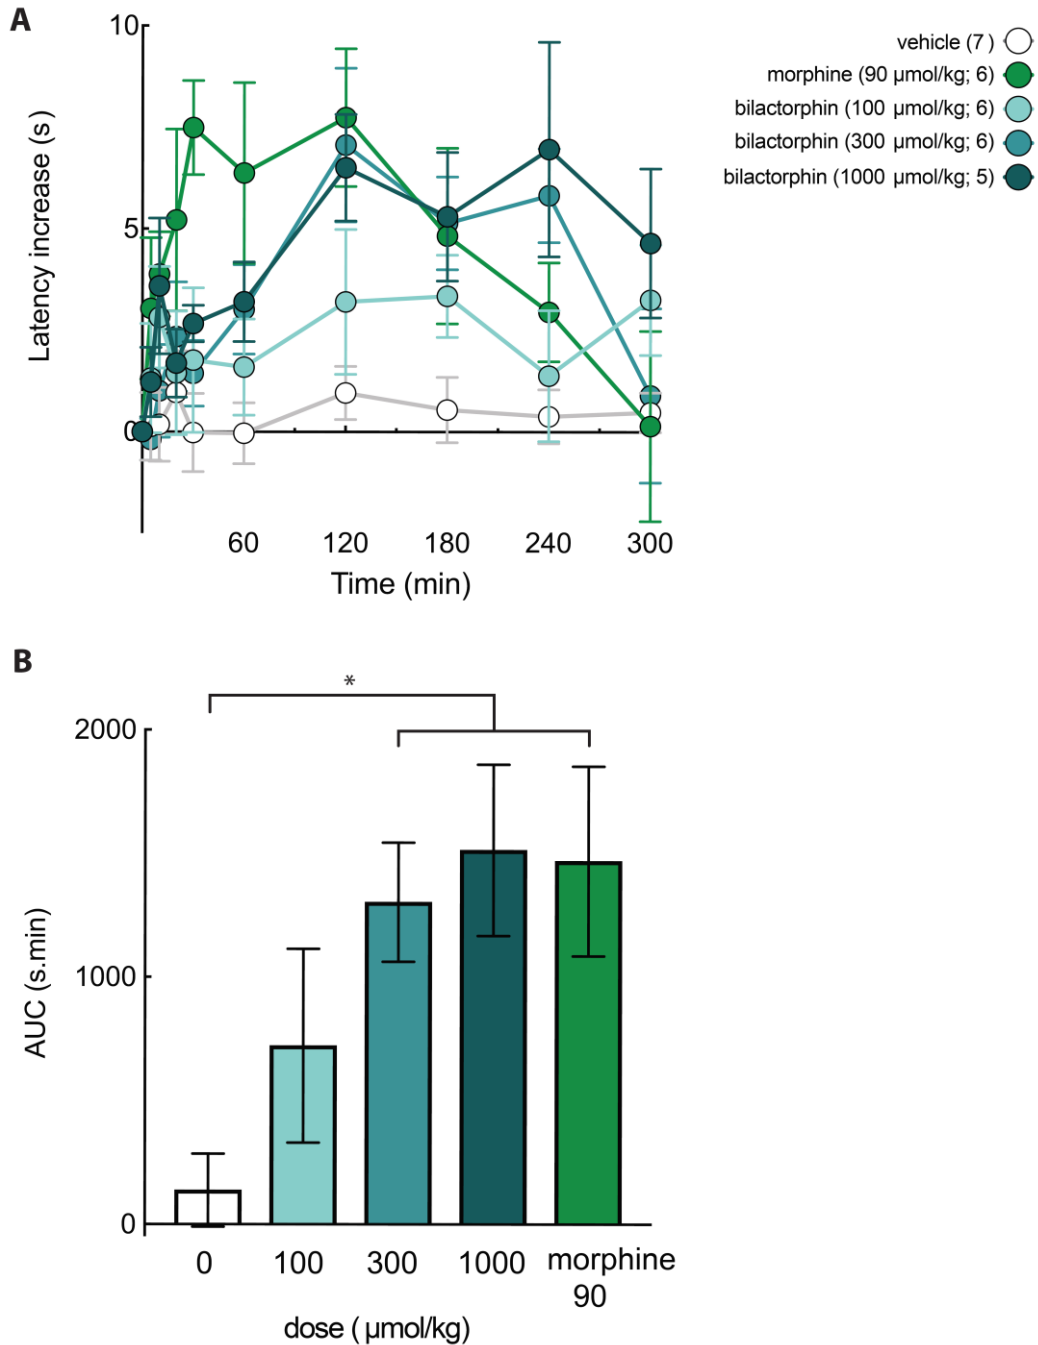 A
10
5
0
Latency increase (s)
60 120 180 240 300
Time (min)
vehicle (7 )
morphine (90 µmol/kg; 6)
bilactorphin (100 µmol/kg; 6)
bilactorphin (300 µmol/kg; 6)
bilactorphin (1000 µmol/kg; 5)
B
*
2000
1000
0
AUC (s.min)
0 100 300 1000 morphine
90
dose ( µmol/kg)